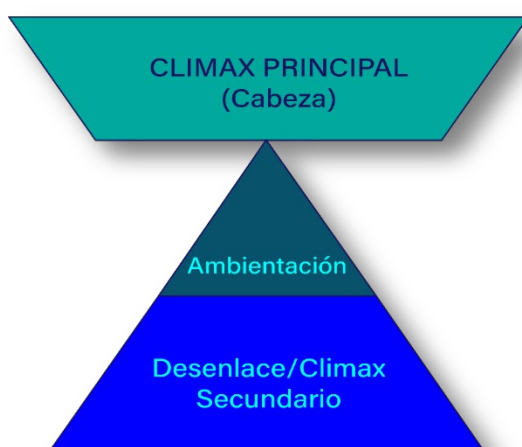 CLIMAX PRINCIPAL
(Cabeza)
Ambientación
Desenlace/Climax
Secundario